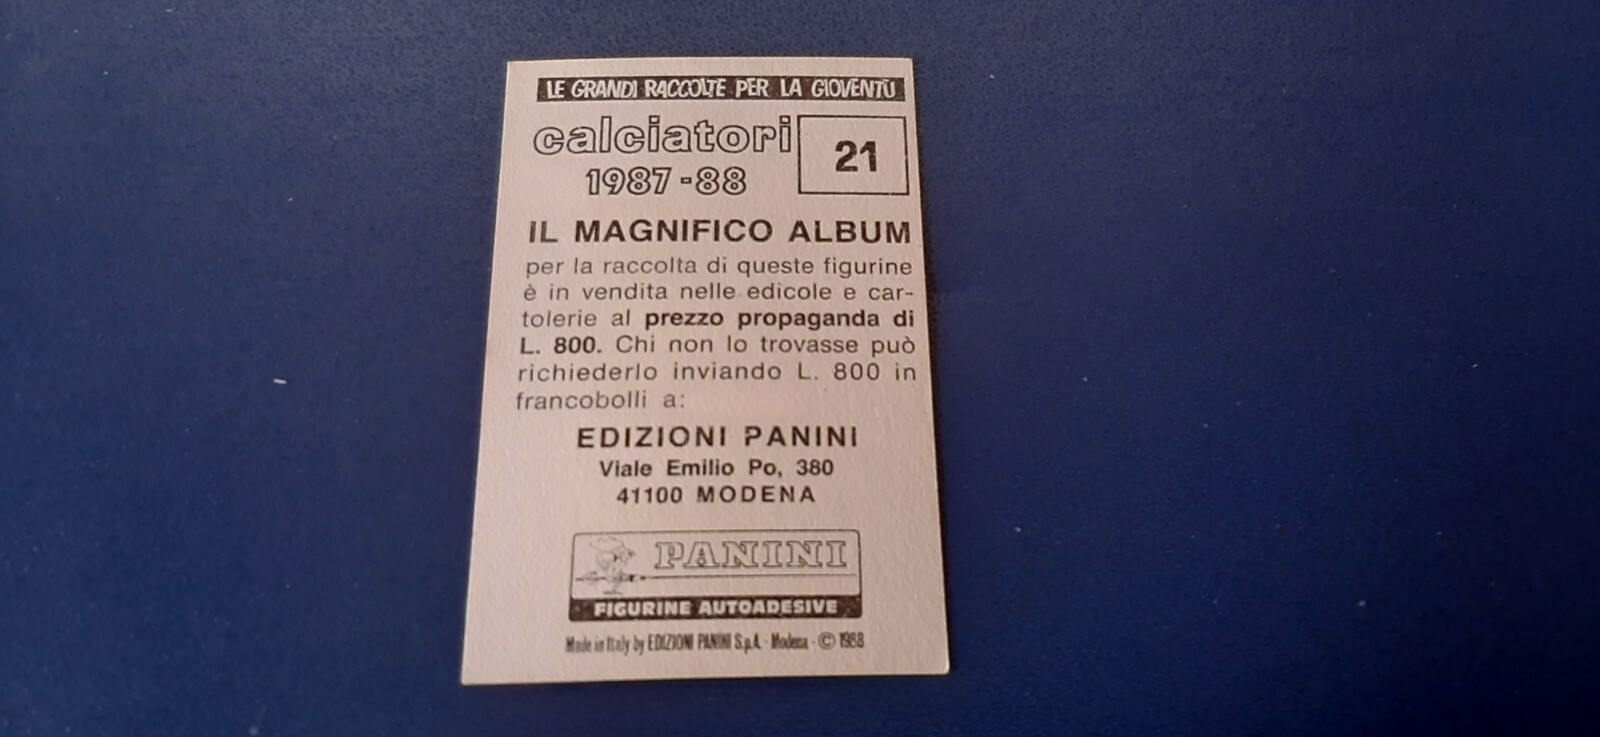 LE GRANDI RACCOLTE PER LA GIOVENTÙ
calciatori
1987-88
21
IL MAGNIFICO ALBUM
per la raccolta di queste figurine
è in vendita nelle edicole e car-
tolerie al prezzo propaganda di
L. 800. Chi non lo trovasse può
richiederlo inviando L. 800 in
francobolli a:
EDIZIONI PANINI
Viale Emilio Po, 380
41100 MODENA
PANINI
FIGURINE AUTOADESIVE
Made in Italy by EDIZIONI PANINI S.p.A. - Modena - © 1988